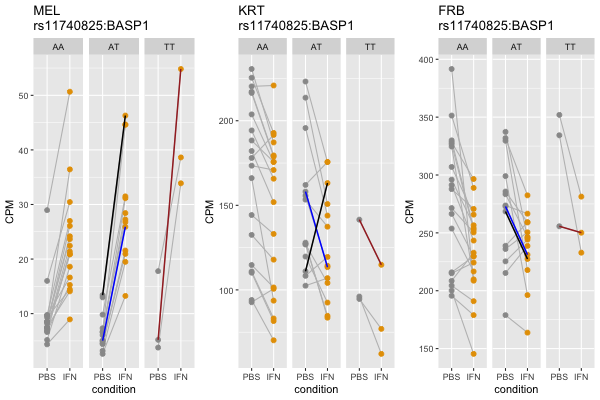 MEL
rs11740825:BASP1
AA AT TT
50
40
30
20
10
CPM
PBS IFN PBS IFN PBS IFN
condition
KRT
rs11740825:BASP1
AA AT TT
200
150
100
CPM
PBS IFN PBS IFN PBS IFN
condition
FRB
rs11740825:BASP1
AA AT TT
400
350
300
250
200
150
CPM
PBS IFN PBS IFN PBS IFN
condition